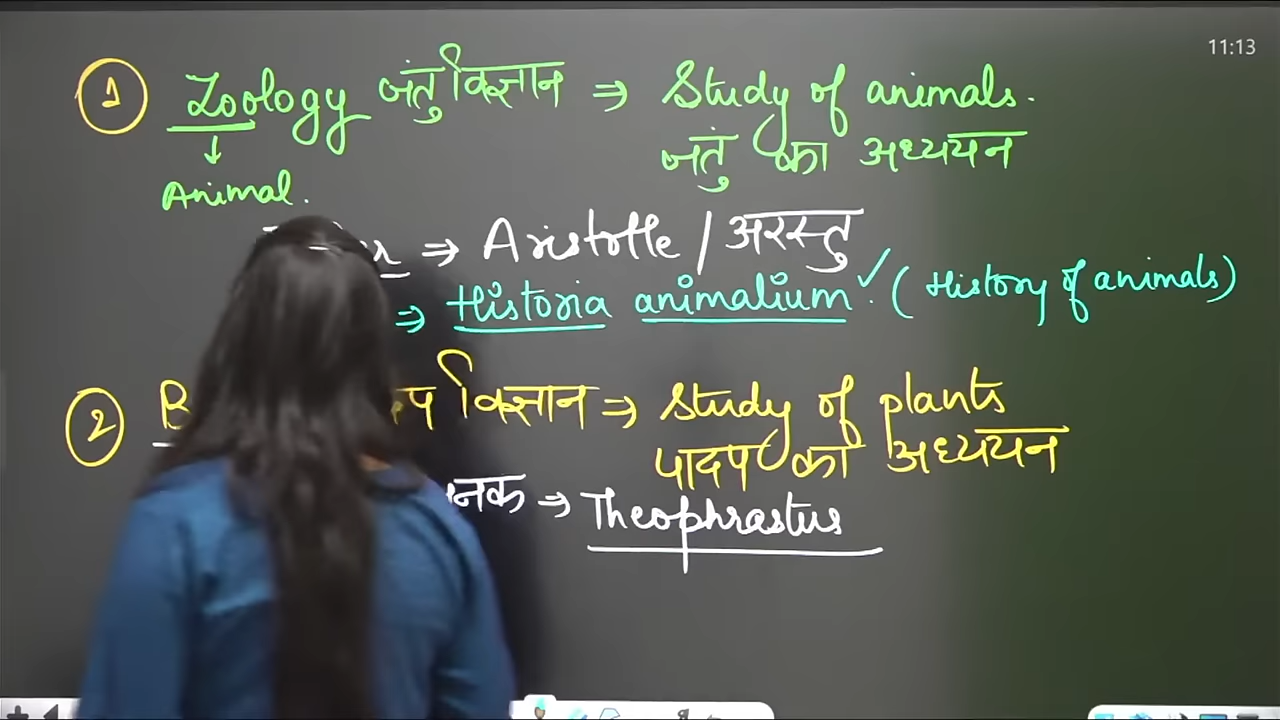 11:13
1 Zoology जंतु विज्ञान ⇒ Study of animals.
↓ जंतु का अध्ययन
Animal.
⇒ Aristotle / अरस्तु
⇒ Historia animalium ✓. (History of animals)
2 B विज्ञान ⇒ Study of plants
पादप का अध्ययन
⇒ Theophrastus